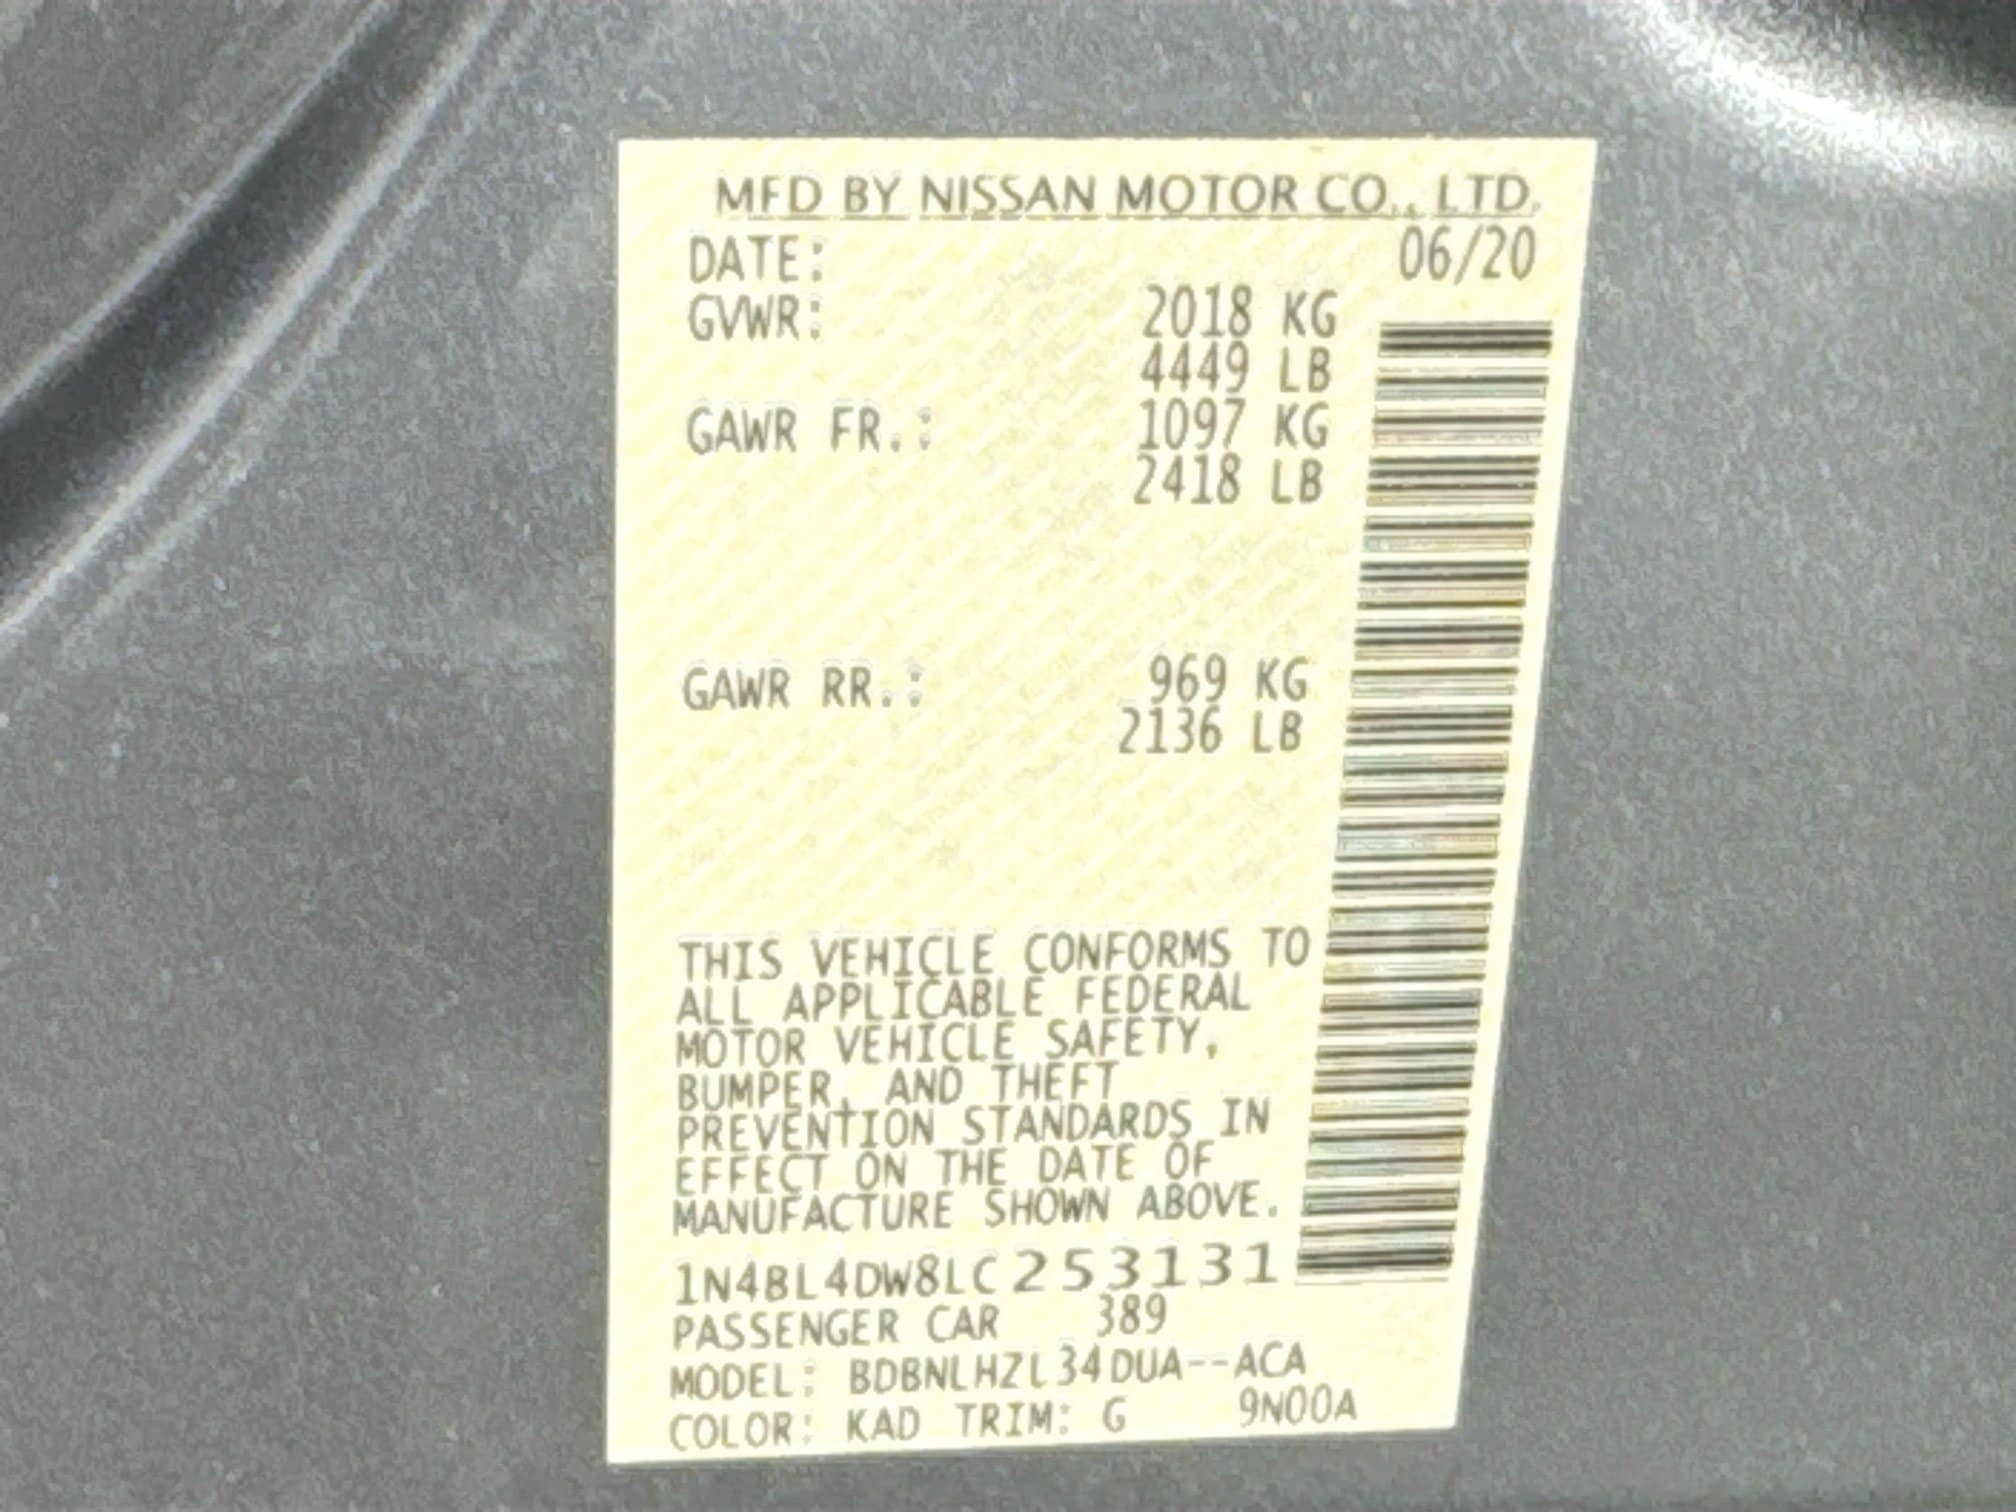 MFD BY NISSAN MOTOR CO., LTD.
DATE: 06/20
GVWR: 2018 KG
4449 LB
GAWR FR.: 1097 KG
2418 LB
GAWR RR.: 969 KG
2136 LB
THIS VEHICLE CONFORMS TO
ALL APPLICABLE FEDERAL
MOTOR VEHICLE SAFETY,
BUMPER, AND THEFT
PREVENTION STANDARDS IN
EFFECT ON THE DATE OF
MANUFACTURE SHOWN ABOVE.
1N4BL4DW8LC253131
PASSENGER CAR 389
MODEL: BDBNLHZL34DUA--ACA
COLOR: KAD TRIM: G 9N00A